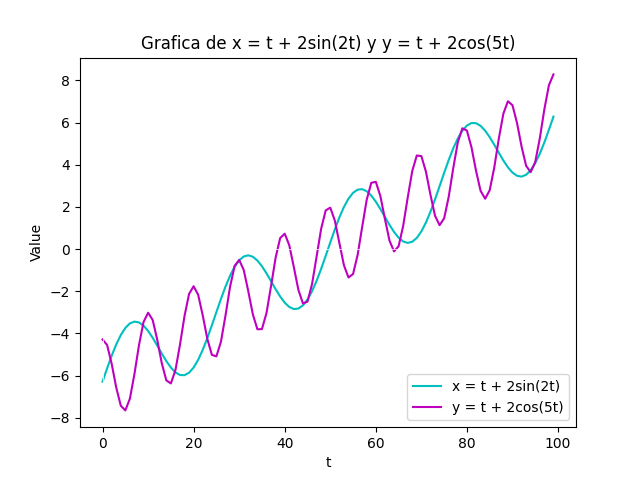 Grafica de x = t + 2sin(2t) y y = t + 2cos(5t)
8
6
4
2
0
−2
−4
−6
−8
Value
0 20 40 60 80 100
t
x = t + 2sin(2t)
y = t + 2cos(5t)